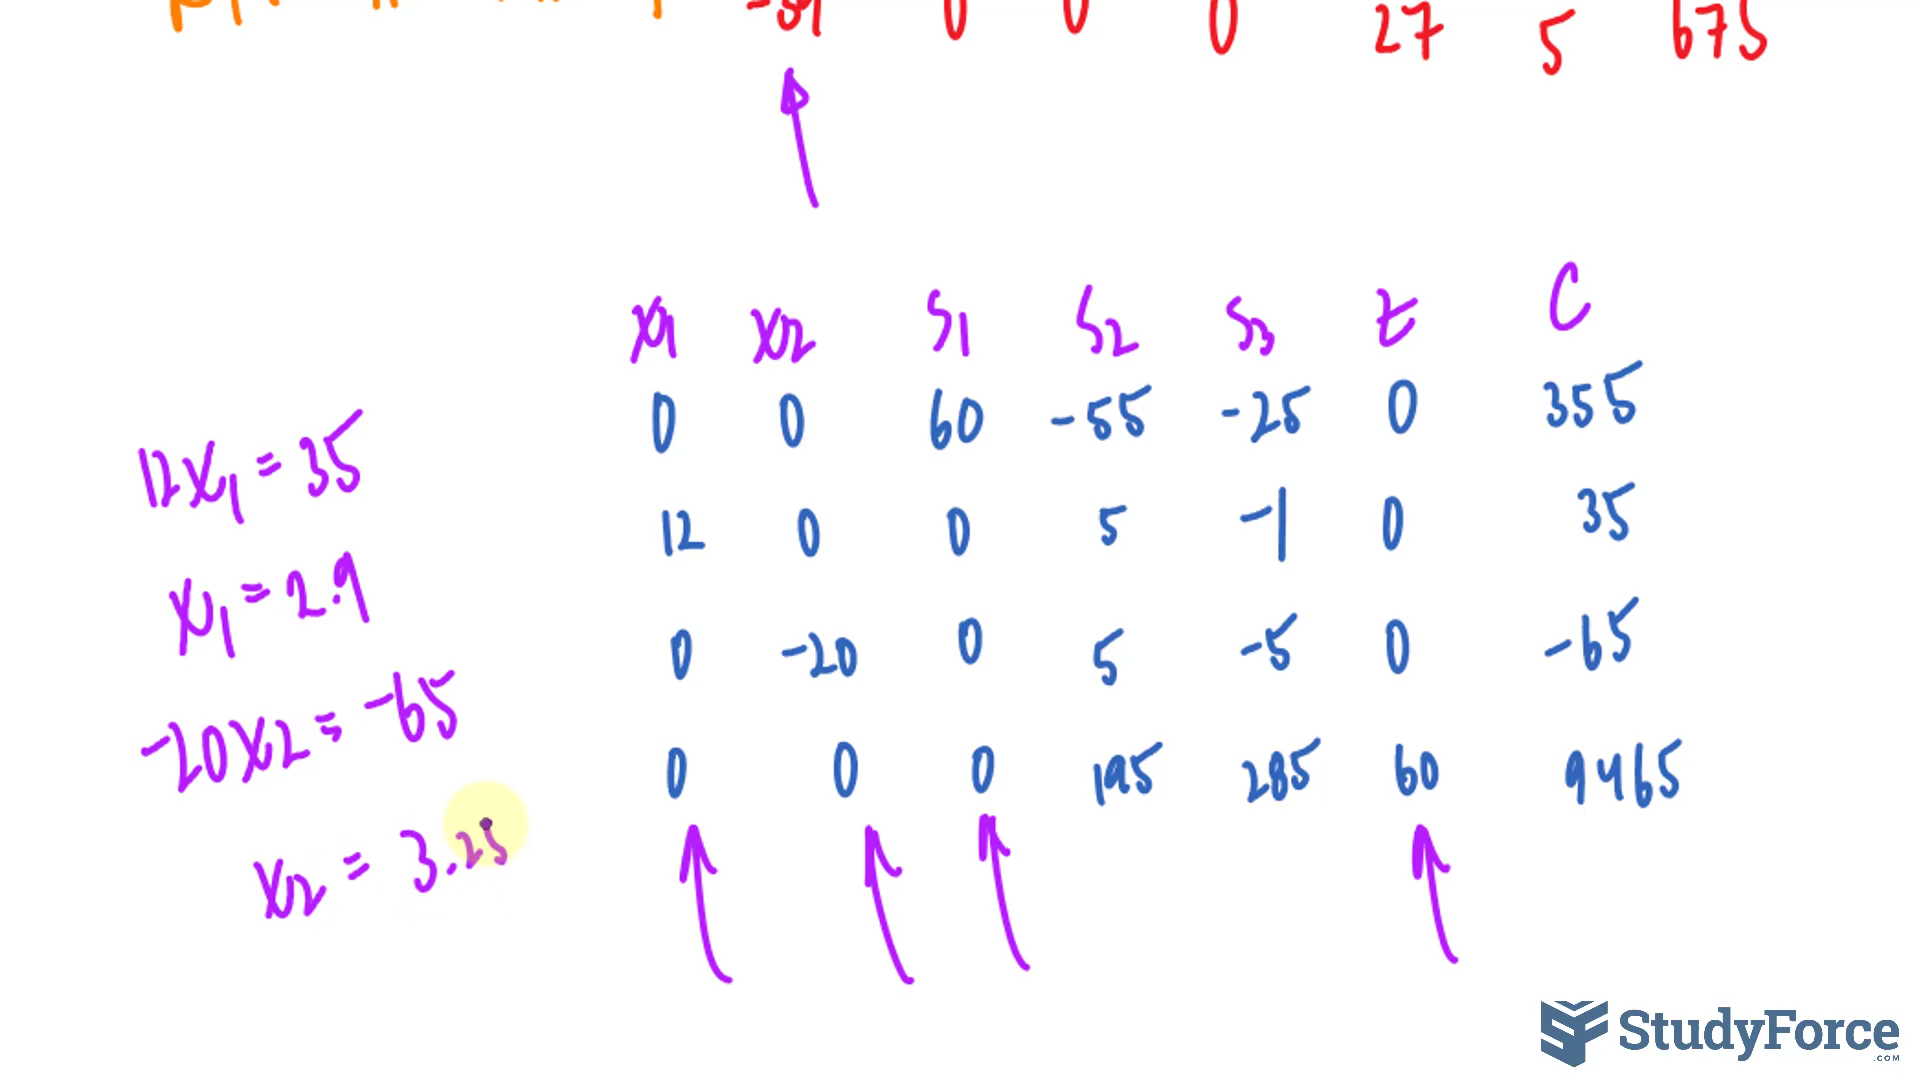 0 0 0 27 5 675
x1 x2 S1 S2 S3 Z C
0 0 60 -55 -25 0 355
12x1 = 35
12 0 0 5 -1 0 35
x1 = 2.9
0 -20 0 5 -5 0 -65
-20x2 = -65
0 0 0 195 285 60 9465
x2 = 3.25
StudyForce
.COM